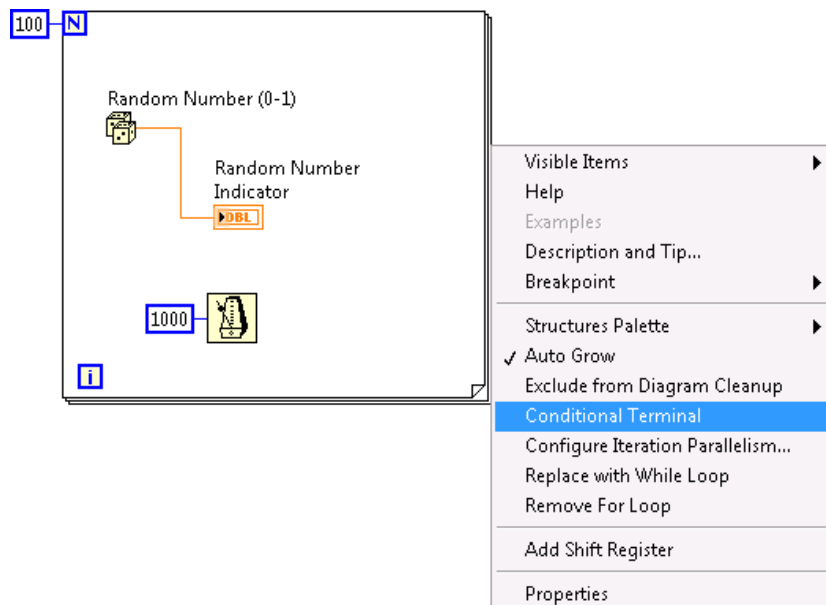 100 N
Random Number (0-1)
Random Number
Indicator
DBL
1000
i
Visible Items
Help
Examples
Description and Tip...
Breakpoint
Structures Palette
Auto Grow
Exclude from Diagram Cleanup
Conditional Terminal
Configure Iteration Parallelism...
Replace with While Loop
Remove For Loop
Add Shift Register
Properties